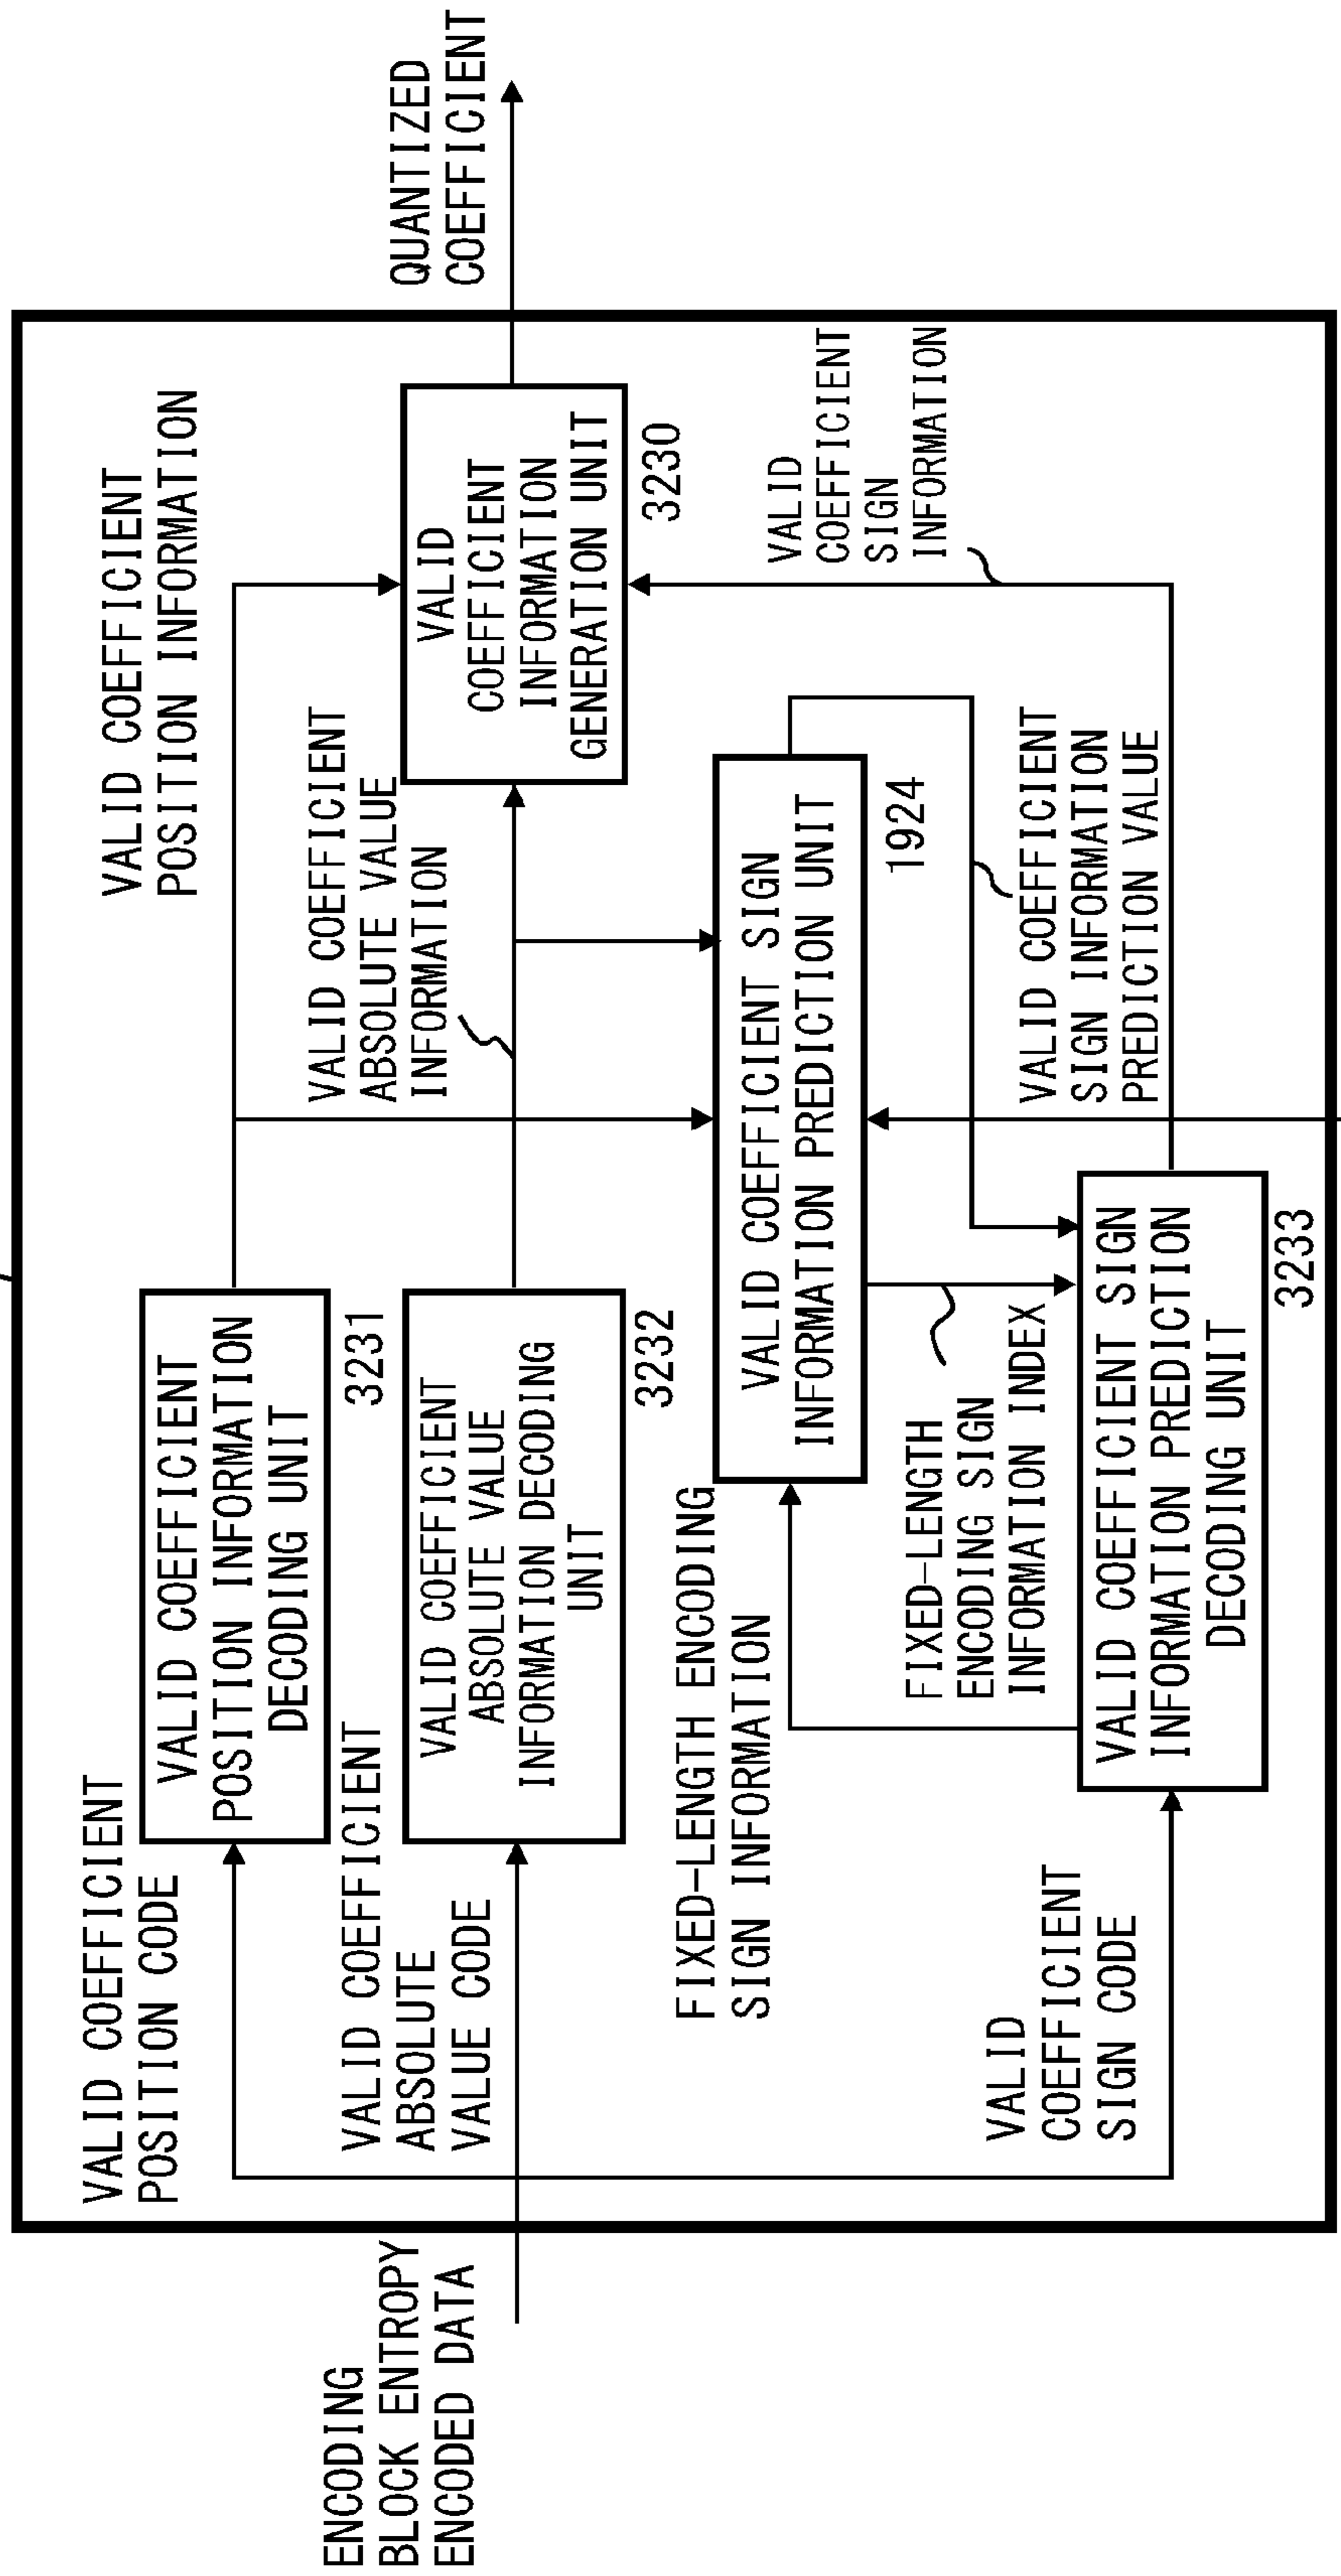 ENCODING
BLOCK ENTROPY
ENCODED DATA
VALID COEFFICIENT
POSITION CODE
VALID COEFFICIENT
ABSOLUTE
VALUE CODE
VALID
COEFFICIENT
SIGN CODE
VALID COEFFICIENT
POSITION INFORMATION
DECODING UNIT
3231
VALID COEFFICIENT
ABSOLUTE VALUE
INFORMATION DECODING
UNIT
3232
FIXED-LENGTH ENCODING
SIGN INFORMATION
FIXED-LENGTH
ENCODING SIGN
INFORMATION INDEX
VALID COEFFICIENT SIGN
INFORMATION PREDICTION
DECODING UNIT
3233
VALID COEFFICIENT
POSITION INFORMATION
VALID COEFFICIENT
ABSOLUTE VALUE
INFORMATION
VALID COEFFICIENT SIGN
INFORMATION PREDICTION UNIT
1924
VALID COEFFICIENT
SIGN INFORMATION
PREDICTION VALUE
VALID
COEFFICIENT
INFORMATION
GENERATION UNIT
3230
VALID
COEFFICIENT
SIGN
INFORMATION
QUANTIZED
COEFFICIENT